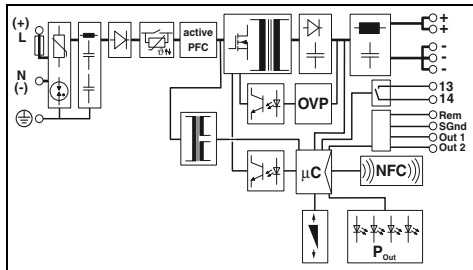 (+)
L
N
(-)
ϑ
active
PFC
+
+
-
-
-
OVP
13
14
Rem
SGnd
Out 1
Out 2
μC
NFC
P Out